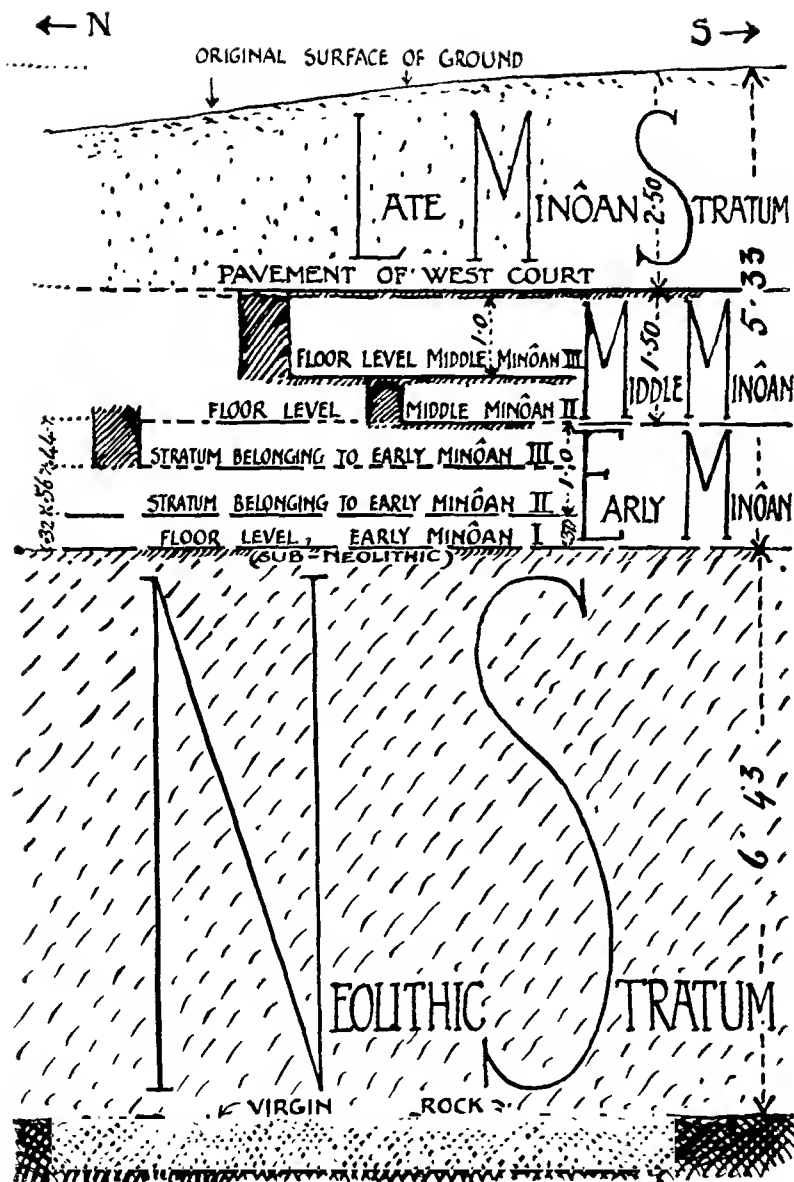 ← N S →
ORIGINAL SURFACE OF GROUND
LATE MINÔAN STRATUM
2·50
PAVEMENT OF WEST COURT
5·33
1·0
1·50
FLOOR LEVEL MIDDLE MINÔAN III
MIDDLE MINÔAN
FLOOR LEVEL MIDDLE MINÔAN II
STRATUM BELONGING TO EARLY MINÔAN III
1·0
·32 ·56 ·44
STRATUM BELONGING TO EARLY MINÔAN II
EARLY MINÔAN
FLOOR LEVEL, EARLY MINÔAN I
(SUB-NEOLITHIC)
6·43
NEOLITHIC STRATUM
VIRGIN ROCK